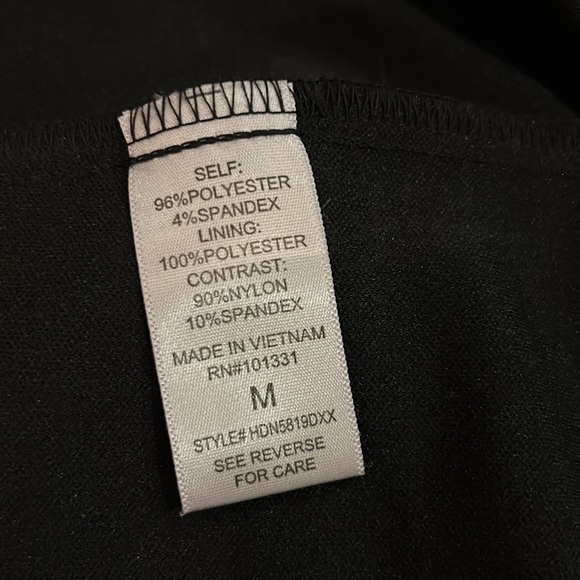 SELF:
96%POLYESTER
4%SPANDEX
LINING:
100%POLYESTER
CONTRAST:
90%NYLON
10%SPANDEX
MADE IN VIETNAM
RN#101331
M
STYLE# HDN5819DXX
SEE REVERSE
FOR CARE